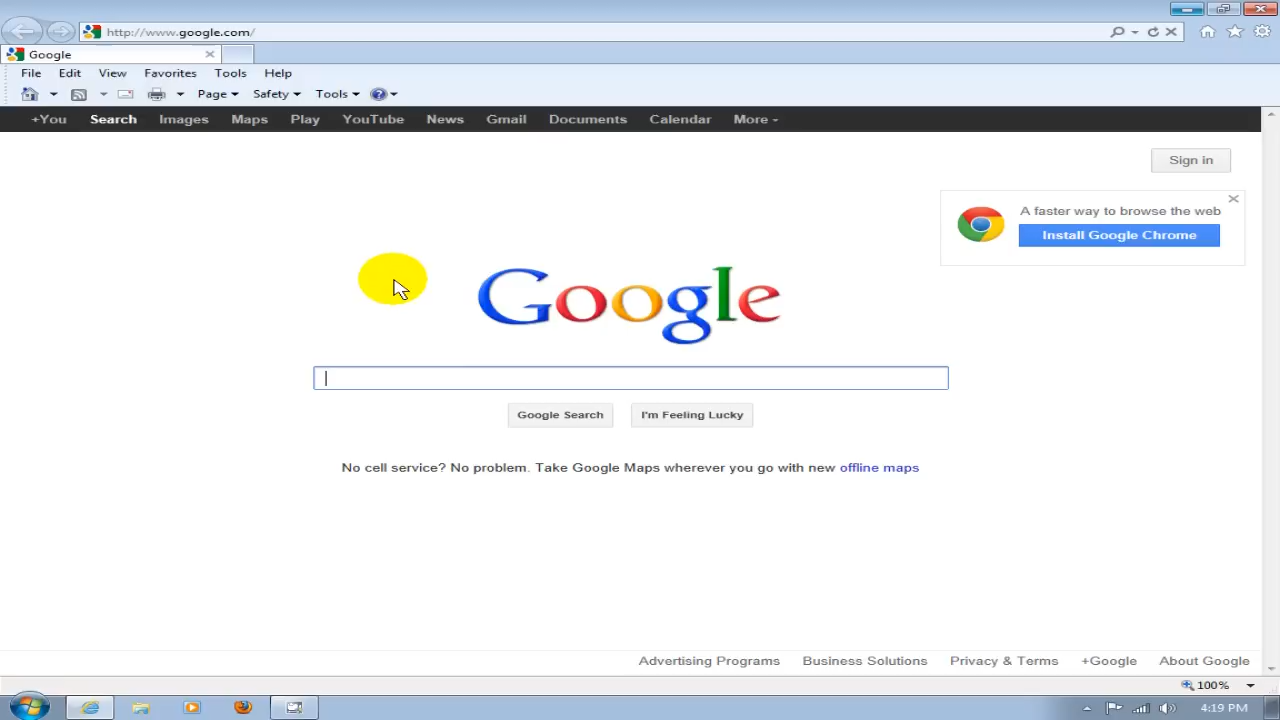 http://www.google.com/
Google
File Edit View Favorites Tools Help
Page Safety Tools
+You Search Images Maps Play YouTube News Gmail Documents Calendar More
Sign in
A faster way to browse the web
Install Google Chrome
Google
Google Search I'm Feeling Lucky
No cell service? No problem. Take Google Maps wherever you go with new offline maps
Advertising Programs Business Solutions Privacy & Terms +Google About Google
100%
4:19 PM